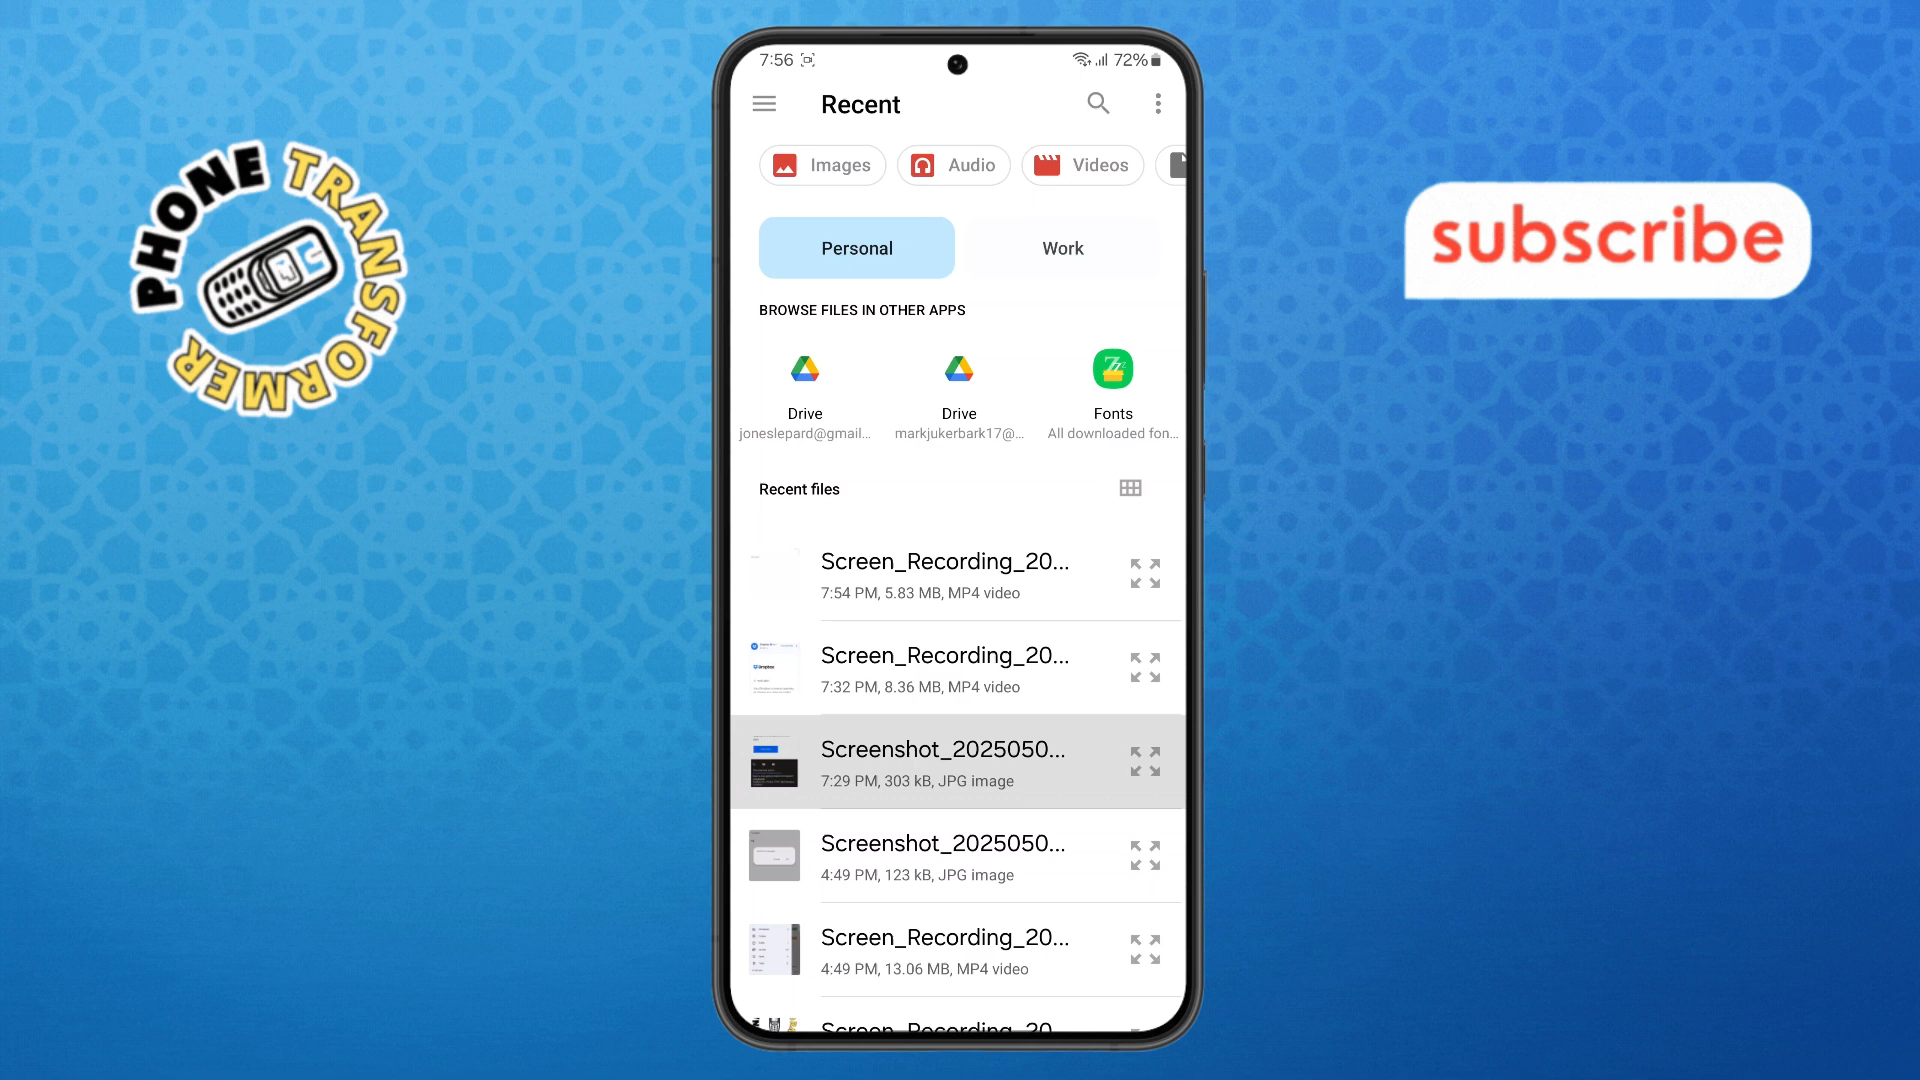 PHONE TRANSFORMER
subscribe
7:56
72%
Recent
Images
Audio
Videos
Personal
Work
BROWSE FILES IN OTHER APPS
Drive
joneslepard@gmail...
Drive
markjukerbark17@...
Fonts
All downloaded fon...
Recent files
Screen_Recording_20...
7:54 PM, 5.83 MB, MP4 video
Screen_Recording_20...
7:32 PM, 8.36 MB, MP4 video
Screenshot_2025050...
7:29 PM, 303 kB, JPG image
Screenshot_2025050...
4:49 PM, 123 kB, JPG image
Screen_Recording_20...
4:49 PM, 13.06 MB, MP4 video
Screen_Recording_20